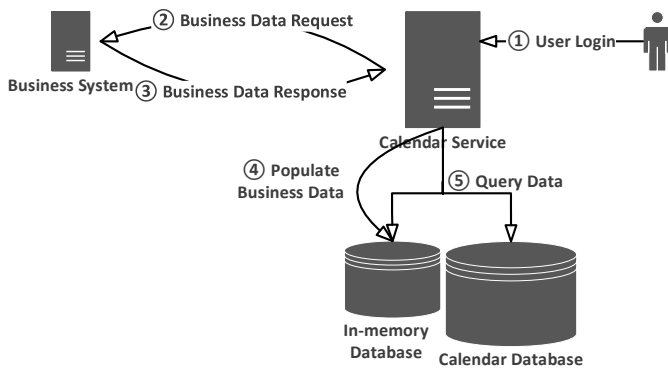 ② Business Data Request
① User Login
Business System
③ Business Data Response
Calendar Service
④ Populate
Business Data
⑤ Query Data
In-memory
Database
Calendar Database